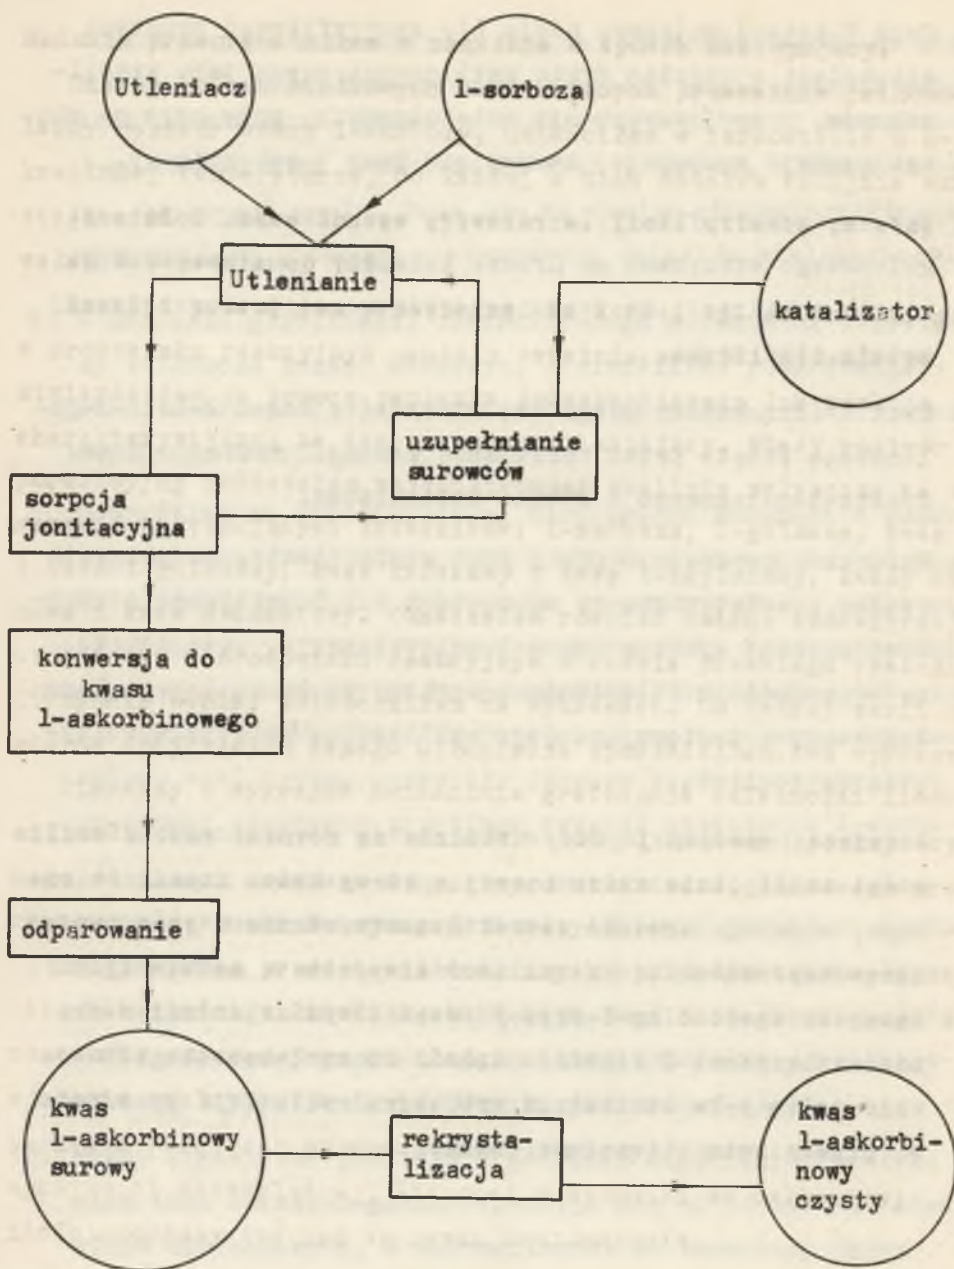 Utleniacz
l-sorboza
Utlenianie
katalizator
uzupełnianie
surowców
sorpcja
jonitacyjna
konwersja do
kwasu
l-askorbinowego
odparowanie
kwas
l-askorbinowy
surowy
rekrysta-
lizacja
kwas
l-askorbi-
nowy
czysty